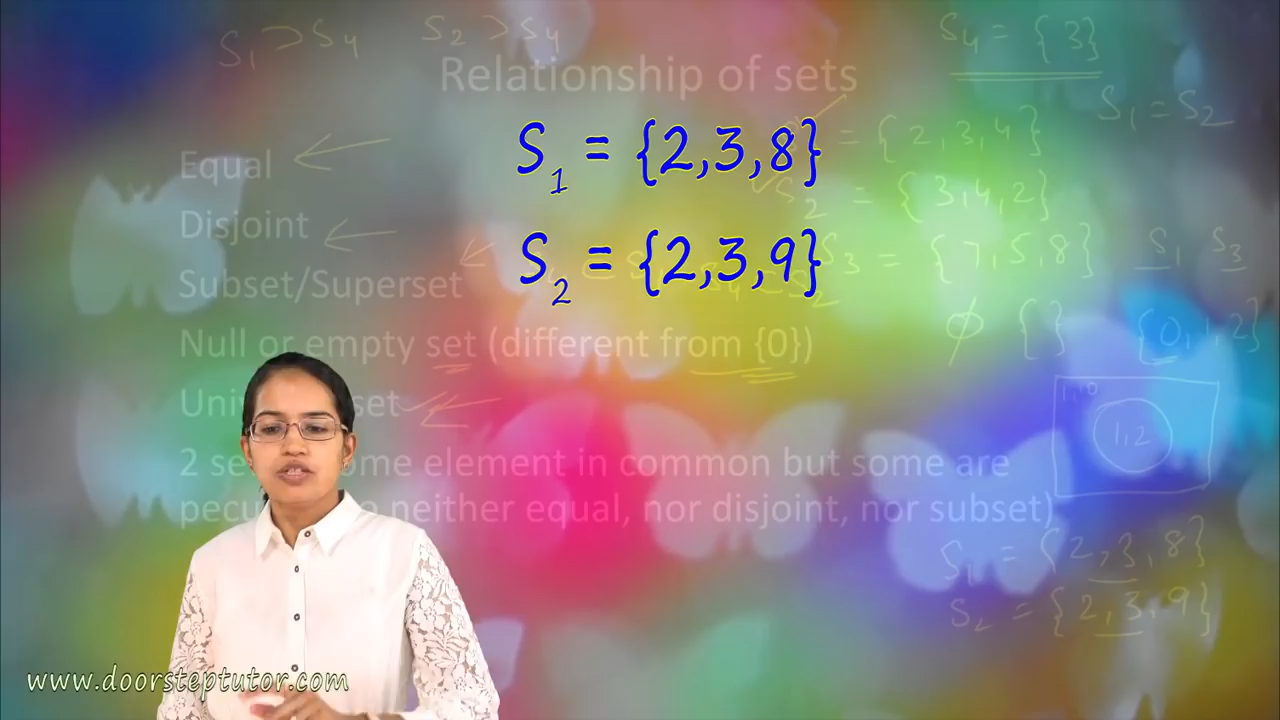 S₁ ⊃ S₄ S₂ ⊃ S₄
S₄ = {3}
Relationship of sets
S₁ = S₂
S₁ = {2,3,8}
= {2,3,4}
Equal
S₂ = {3,4,2}
Disjoint
S₂ = {2,3,9}
S₃ = {7,5,8}
S₁ S₃
Subset/Superset
Null or empty set (different from {0})
φ { } {0,1,2}
set
1,2
2 se me element in common but some are
pecu o neither equal, nor disjoint, nor subset)
S₁ = {2,3,8}
S₂ = {2,3,9}
www.doorsteptutor.com